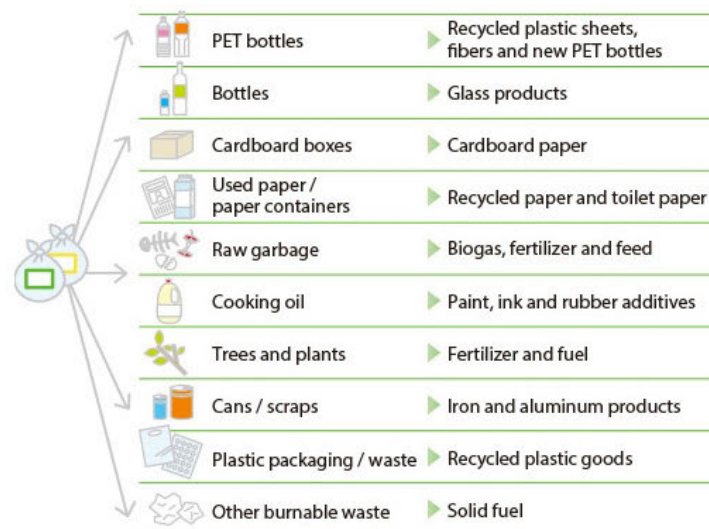 PET bottles
Recycled plastic sheets,
fibers and new PET bottles
Bottles
Glass products
Cardboard boxes
Cardboard paper
Used paper /
paper containers
Recycled paper and toilet paper
Raw garbage
Biogas, fertilizer and feed
Cooking oil
Paint, ink and rubber additives
Trees and plants
Fertilizer and fuel
Cans / scraps
Iron and aluminum products
Plastic packaging / waste
Recycled plastic goods
Other burnable waste
Solid fuel